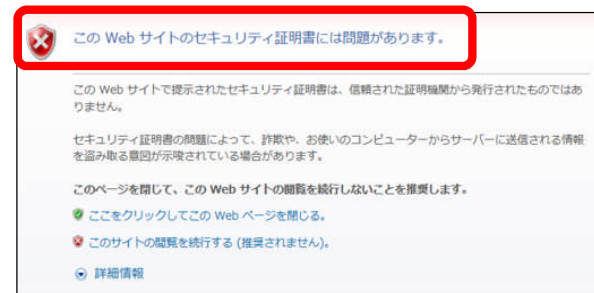 この Web サイトのセキュリティ証明書には問題があります。
この Web サイトで提示されたセキュリティ証明書は、信頼された証明機関から発行されたものではあ
りません。
セキュリティ証明書の問題によって、詐欺や、お使いのコンピューターからサーバーに送信される情報
を盗み取る意図が示唆されている場合があります。
このページを閉じて、この Web サイトの閲覧を続行しないことを推奨します。
ここをクリックしてこの Web ページを閉じる。
このサイトの閲覧を続行する (推奨されません)。
詳細情報